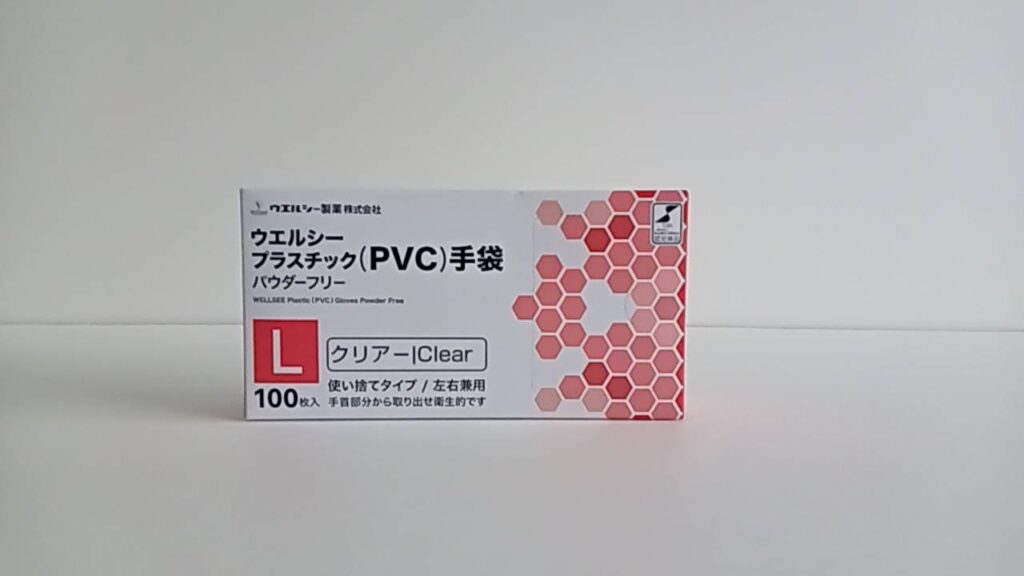 ウエルシー製薬株式会社
ウエルシー
プラスチック(PVC)手袋
パウダーフリー
WELLSEE Plastic (PVC) Gloves Powder Free
L
クリアー|Clear
100枚入
使い捨てタイプ / 左右兼用
手首部分から取り出せ衛生的です